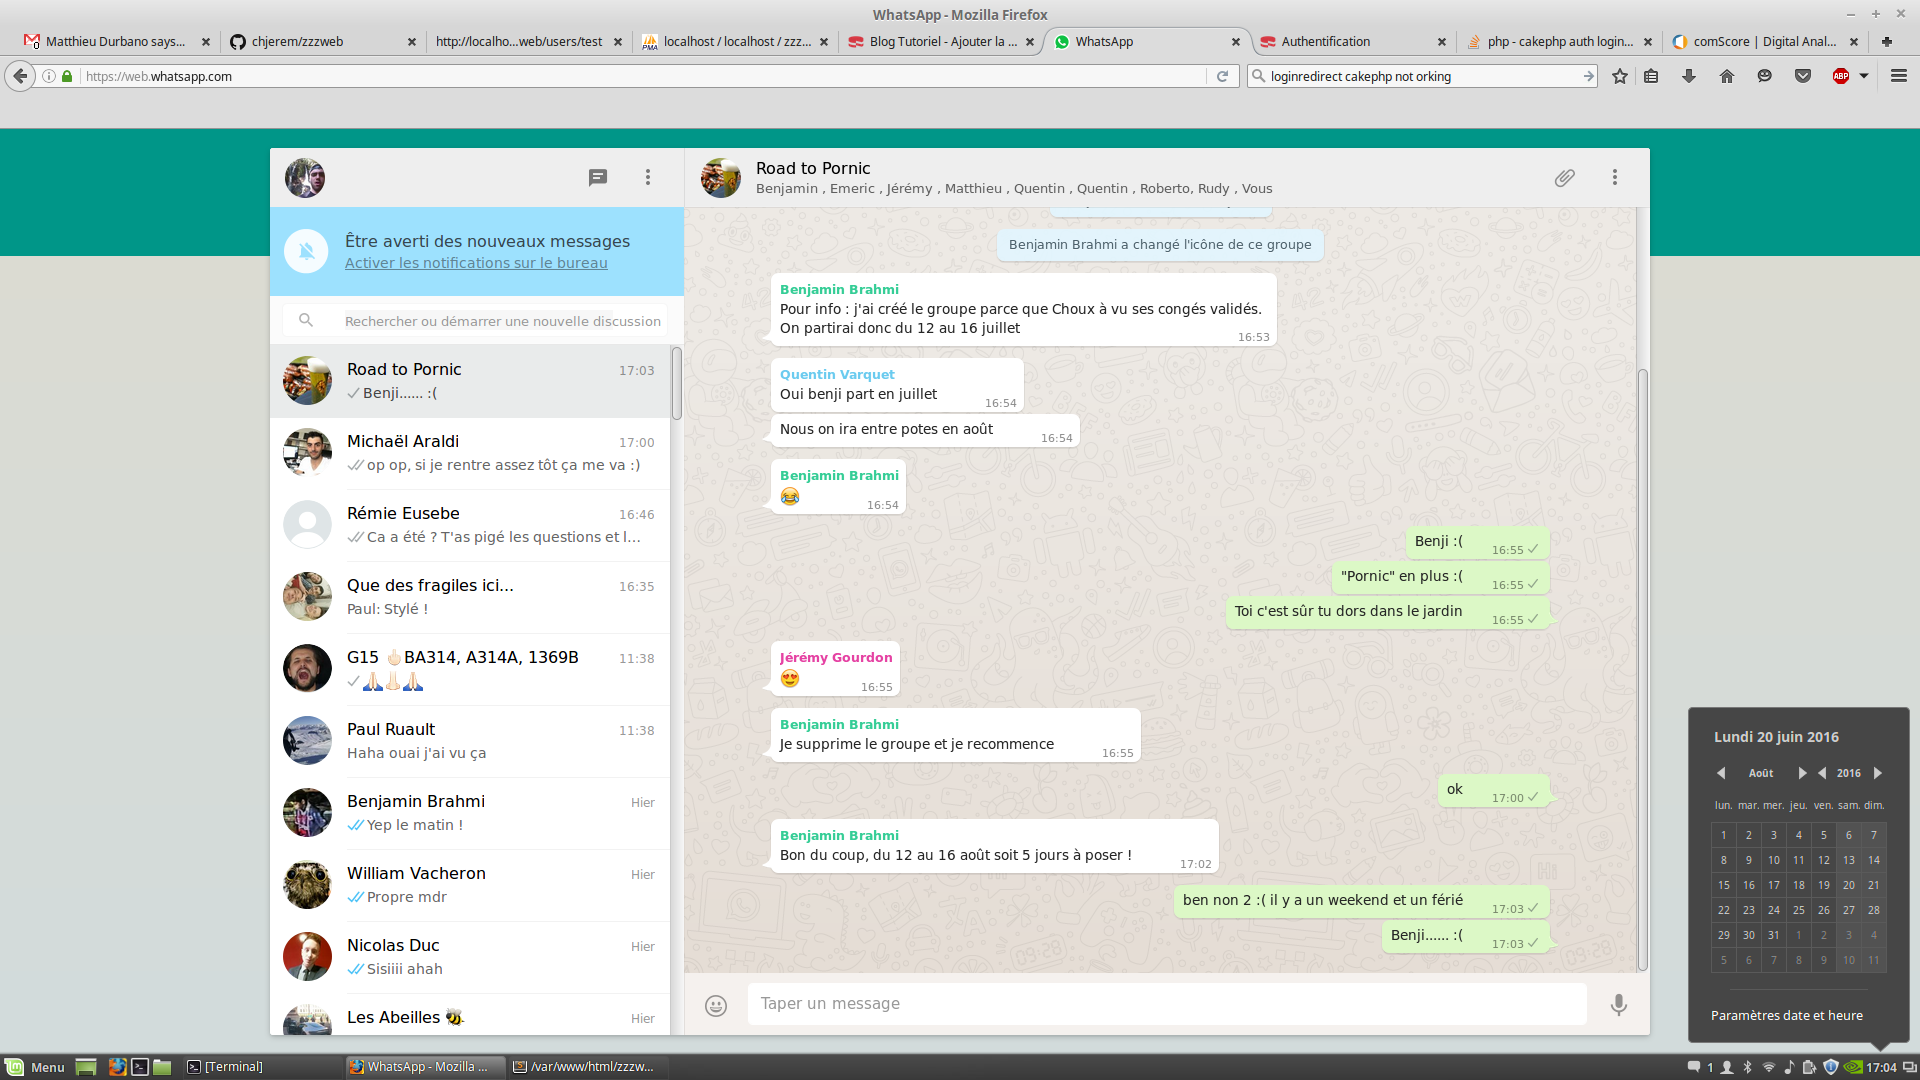 WhatsApp - Mozilla Firefox
Matthieu Durbano says...
chjerem/zzzweb
http://localho...web/users/test
localhost / localhost / zzz...
Blog Tutoriel - Ajouter la ...
WhatsApp
Authentification
php - cakephp auth login...
comScore | Digital Anal...
https://web.whatsapp.com
loginredirect cakephp not orking
ABP
Road to Pornic
Benjamin , Emeric , Jérémy , Matthieu , Quentin , Quentin , Roberto, Rudy , Vous
Être averti des nouveaux messages
Activer les notifications sur le bureau
Rechercher ou démarrer une nouvelle discussion
Road to Pornic 17:03
Benji...... :(
Michaël Araldi 17:00
op op, si je rentre assez tôt ça me va :)
Rémie Eusebe 16:46
Ca a été ? T'as pigé les questions et l...
Que des fragiles ici... 16:35
Paul: Stylé !
G15 🖕🏻BA314, A314A, 1369B 11:38
Paul Ruault 11:38
Haha ouai j'ai vu ça
Benjamin Brahmi Hier
Yep le matin !
William Vacheron Hier
Propre mdr
Nicolas Duc Hier
Sisiiii ahah
Les Abeilles 🐝 Hier
Benjamin Brahmi a changé l'icône de ce groupe
Benjamin Brahmi
Pour info : j'ai créé le groupe parce que Choux à vu ses congés validés.
On partirai donc du 12 au 16 juillet
16:53
Quentin Varquet
Oui benji part en juillet
16:54
Nous on ira entre potes en août
16:54
Benjamin Brahmi
😂
16:54
Benji :( 16:55
"Pornic" en plus :( 16:55
Toi c'est sûr tu dors dans le jardin 16:55
Jérémy Gourdon
😍
16:55
Benjamin Brahmi
Je supprime le groupe et je recommence
16:55
ok 17:00
Benjamin Brahmi
Bon du coup, du 12 au 16 août soit 5 jours à poser !
17:02
ben non 2 :( il y a un weekend et un férié 17:03
Benji...... :( 17:03
Taper un message
Lundi 20 juin 2016
Août 2016
lun. mar. mer. jeu. ven. sam. dim.
1 2 3 4 5 6 7
8 9 10 11 12 13 14
15 16 17 18 19 20 21
22 23 24 25 26 27 28
29 30 31 1 2 3 4
5 6 7 8 9 10 11
Paramètres date et heure
Menu
[Terminal]
WhatsApp - Mozilla ...
/var/www/html/zzzw...
1
17:04